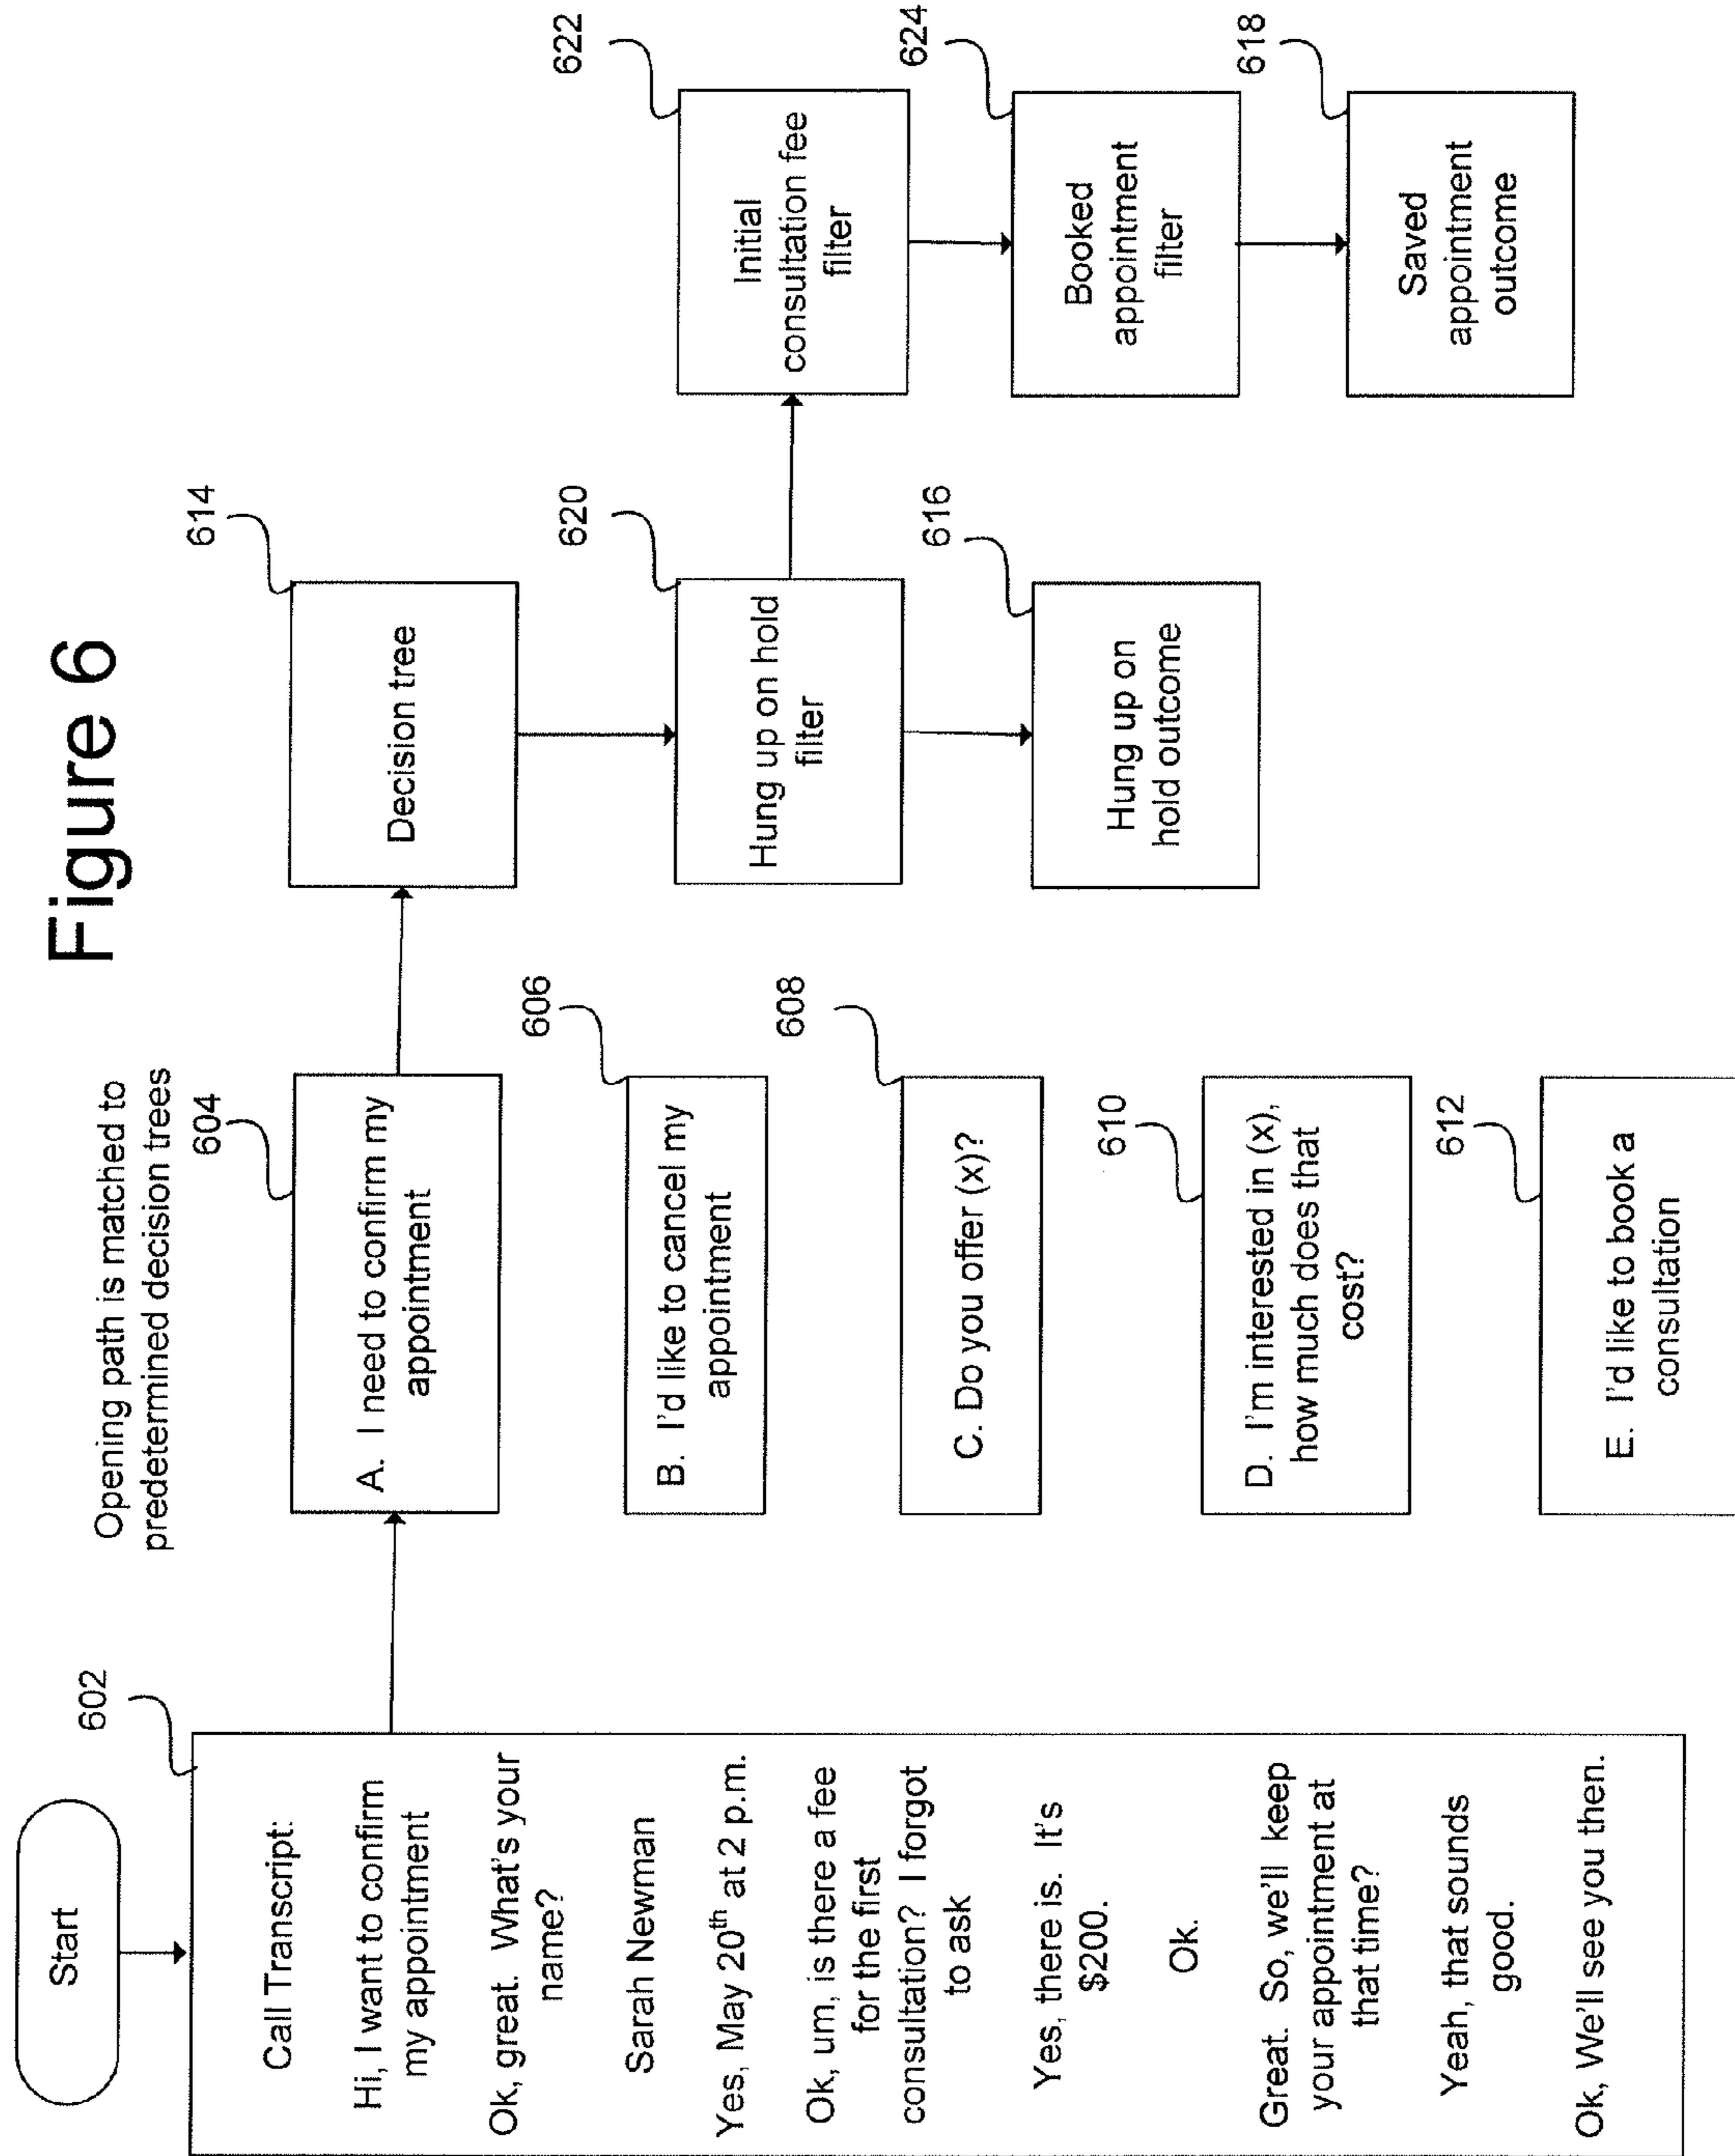 Figure 6
Start
602
Call Transcript:
Hi, I want to confirm
my appointment
Ok, great. What's your
name?
Sarah Newman
Yes, May 20th at 2 p.m.
Ok, um, is there a fee
for the first
consultation? I forgot
to ask
Yes, there is. It's
$200.
Ok.
Great. So, we'll keep
your appointment at
that time?
Yeah, that sounds
good.
Ok, We'll see you then.
Opening path is matched to
predetermined decision trees
604
A. I need to confirm my
appointment
606
B. I'd like to cancel my
appointment
608
C. Do you offer (x)?
610
D. I'm interested in (x),
how much does that
cost?
612
E. I'd like to book a
consultation
614
Decision tree
620
Hung up on hold
filter
616
Hung up on
hold outcome
622
Initial
consultation fee
filter
624
Booked
appointment
filter
618
Saved
appointment
outcome